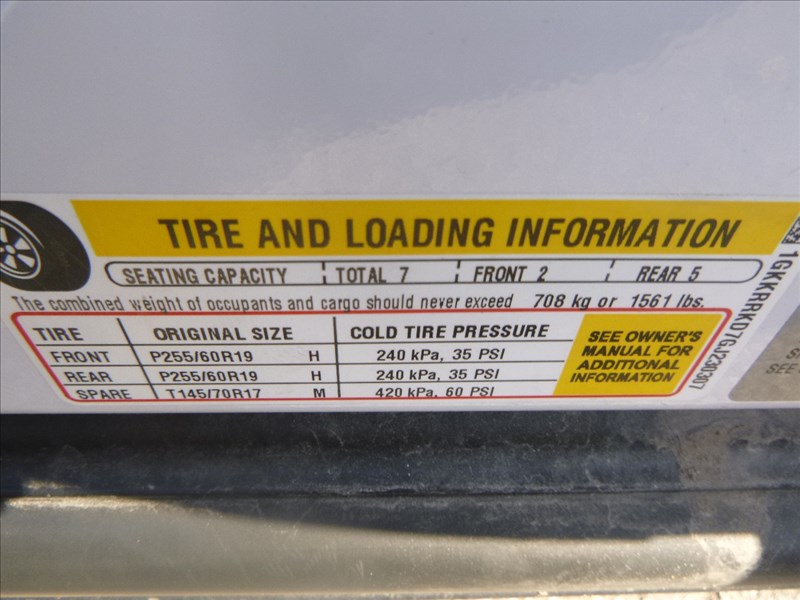 TIRE AND LOADING INFORMATION
SEATING CAPACITY TOTAL 7 FRONT 2 REAR 5
The combined weight of occupants and cargo should never exceed 708 kg or 1561 lbs.
TIRE ORIGINAL SIZE COLD TIRE PRESSURE
FRONT P255/60R19 H 240 kPa, 35 PSI
REAR P255/60R19 H 240 kPa, 35 PSI
SPARE T145/70R17 M 420 kPa, 60 PSI
SEE OWNER'S
MANUAL FOR
ADDITIONAL
INFORMATION
1GKKRRKD7GJ230307